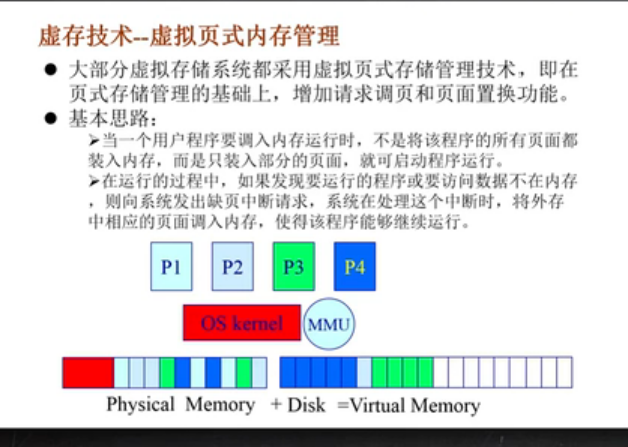 虚存技术--虚拟页式内存管理
● 大部分虚拟存储系统都采用虚拟页式存储管理技术，即在
页式存储管理的基础上，增加请求调页和页面置换功能。
● 基本思路：
➢当一个用户程序要调入内存运行时，不是将该程序的所有页面都
装入内存，而是只装入部分的页面，就可启动程序运行。
➢在运行的过程中，如果发现要运行的程序或要访问数据不在内存
，则向系统发出缺页中断请求，系统在处理这个中断时，将外存
中相应的页面调入内存，使得该程序能够继续运行。
P1 P2 P3 P4
OS kernel MMU
Physical Memory + Disk =Virtual Memory